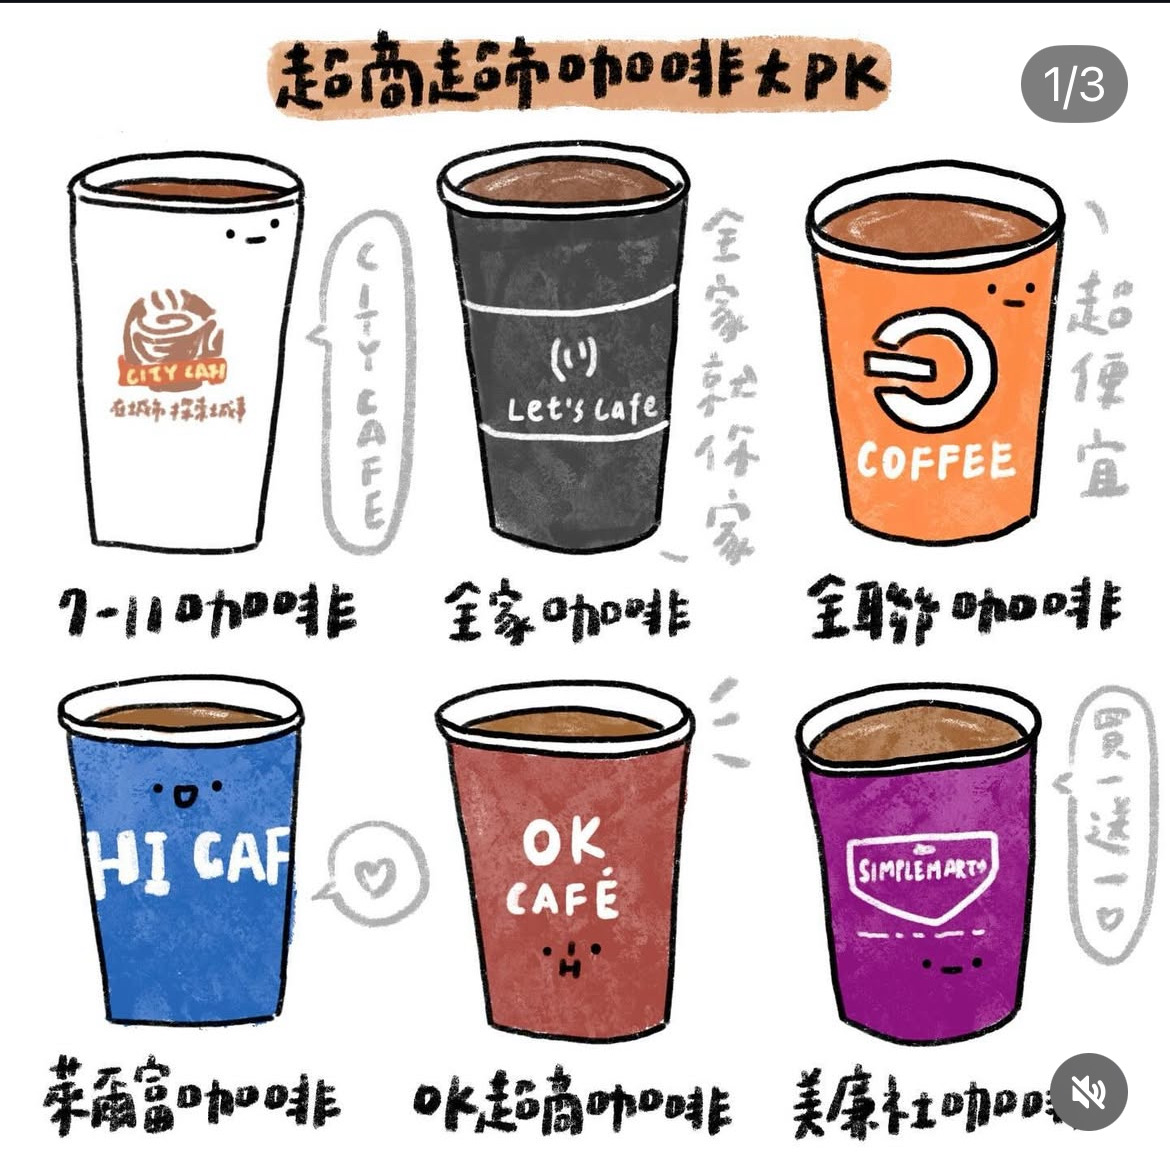 超商超市咖啡大PK
1/3
CITY CAFE
在城市探索城事
CITY CAFE
Let's Cafe
全家就你家
COFFEE
超便宜
7-11咖啡
全家咖啡
全聯咖啡
HI CAF
OK
CAFÉ
SIMPLEMART
買一送一
萊爾富咖啡
OK超商咖啡
美廉社咖啡